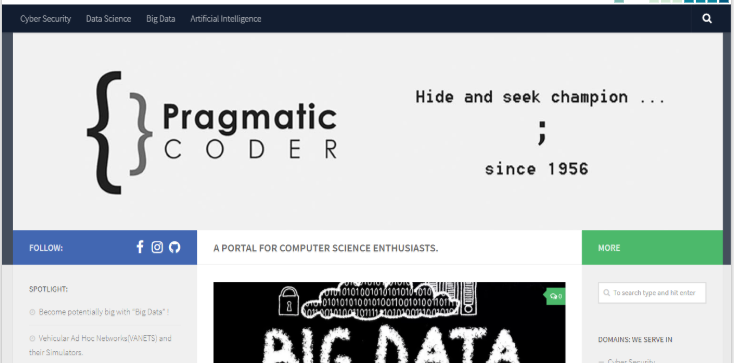 Cyber Security Data Science Big Data Artificial Intelligence
Pragmatic
CODER
Hide and seek champion ...
;
since 1956
FOLLOW:
A PORTAL FOR COMPUTER SCIENCE ENTHUSIASTS.
MORE
SPOTLIGHT:
Become potentially big with "Big Data" !
Vehicular Ad Hoc Networks(VANETS) and
their Simulators.
BIG DATA
To search type and hit enter
DOMAINS: WE SERVE IN
Cyber Security